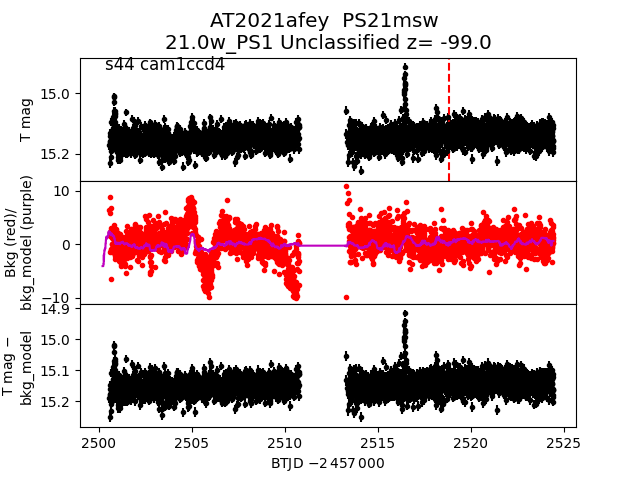 AT2021afey  PS21msw
21.0w_PS1 Unclassified z= -99.0
s44 cam1ccd4
T mag
15.0
15.2
Bkg (red)/
bkg_model (purple)
10
0
−10
T mag −
bkg_model
14.9
15.0
15.1
15.2
2500
2505
2510
2515
2520
2525
BTJD −2 457 000